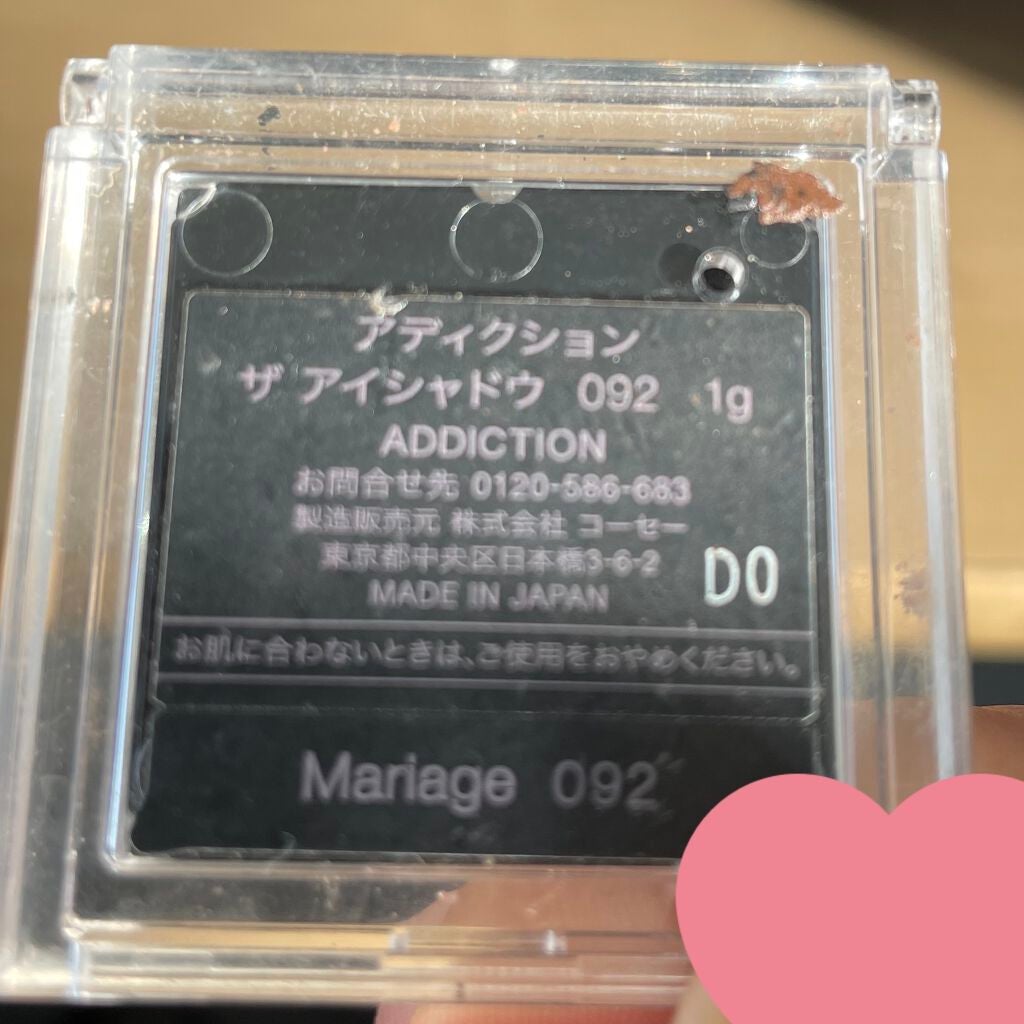 アディクション
ザ アイシャドウ 092 1g
ADDICTION
お問合せ先 0120-586-683
製造販売元 株式会社 コーセー
東京都中央区日本橋3-6-2
MADE IN JAPAN
D0
お肌に合わないときは、ご使用をおやめください。
Mariage 092